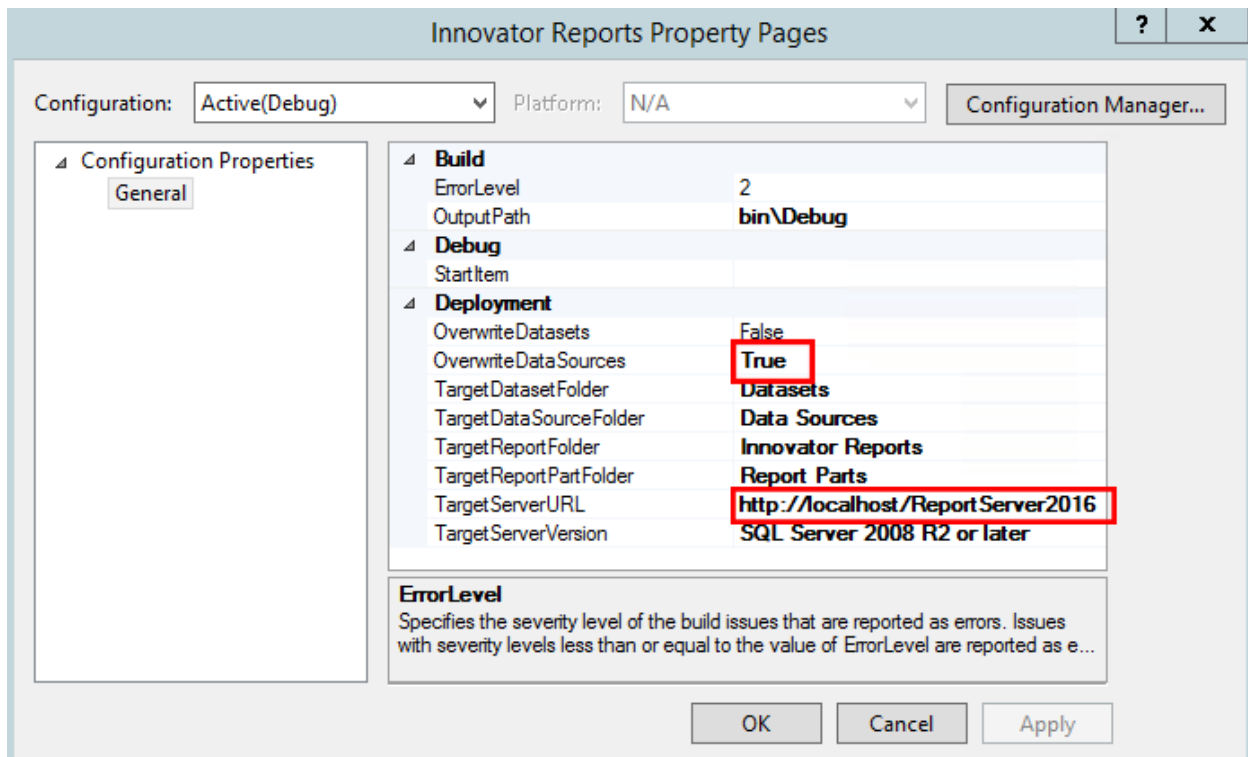 Innovator Reports Property Pages
? x
Configuration: Active(Debug) Platform: N/A Configuration Manager...
Configuration Properties
General
Build
ErrorLevel 2
OutputPath bin\Debug
Debug
StartItem
Deployment
OverwriteDatasets False
OverwriteDataSources True
TargetDatasetFolder Datasets
TargetDataSourceFolder Data Sources
TargetReportFolder Innovator Reports
TargetReportPartFolder Report Parts
TargetServerURL http://localhost/ReportServer2016
TargetServerVersion SQL Server 2008 R2 or later
ErrorLevel
Specifies the severity level of the build issues that are reported as errors. Issues
with severity levels less than or equal to the value of ErrorLevel are reported as e...
OK Cancel Apply